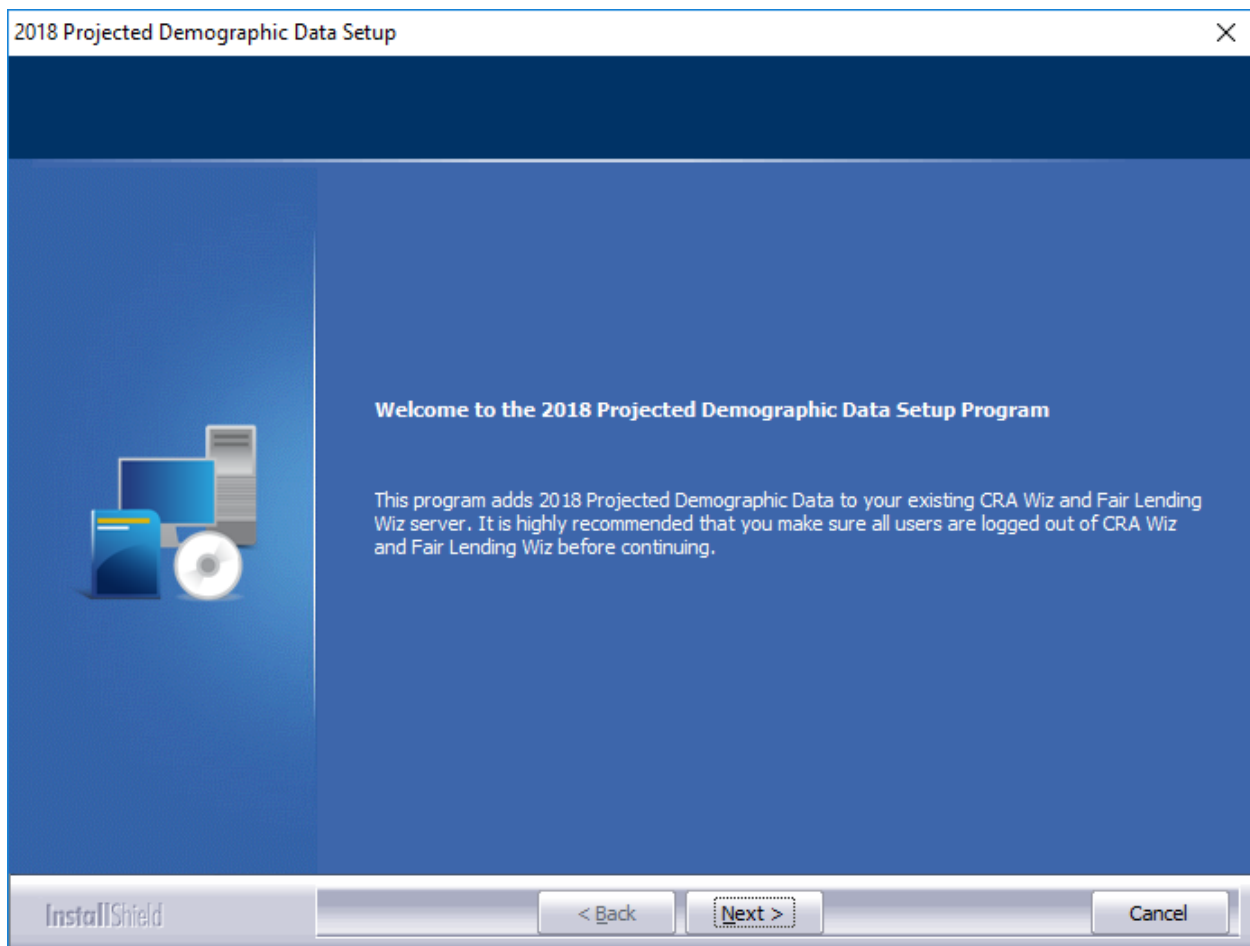 2018 Projected Demographic Data Setup
Welcome to the 2018 Projected Demographic Data Setup Program
This program adds 2018 Projected Demographic Data to your existing CRA Wiz and Fair Lending
Wiz server. It is highly recommended that you make sure all users are logged out of CRA Wiz
and Fair Lending Wiz before continuing.
InstallShield
< Back
Next >
Cancel